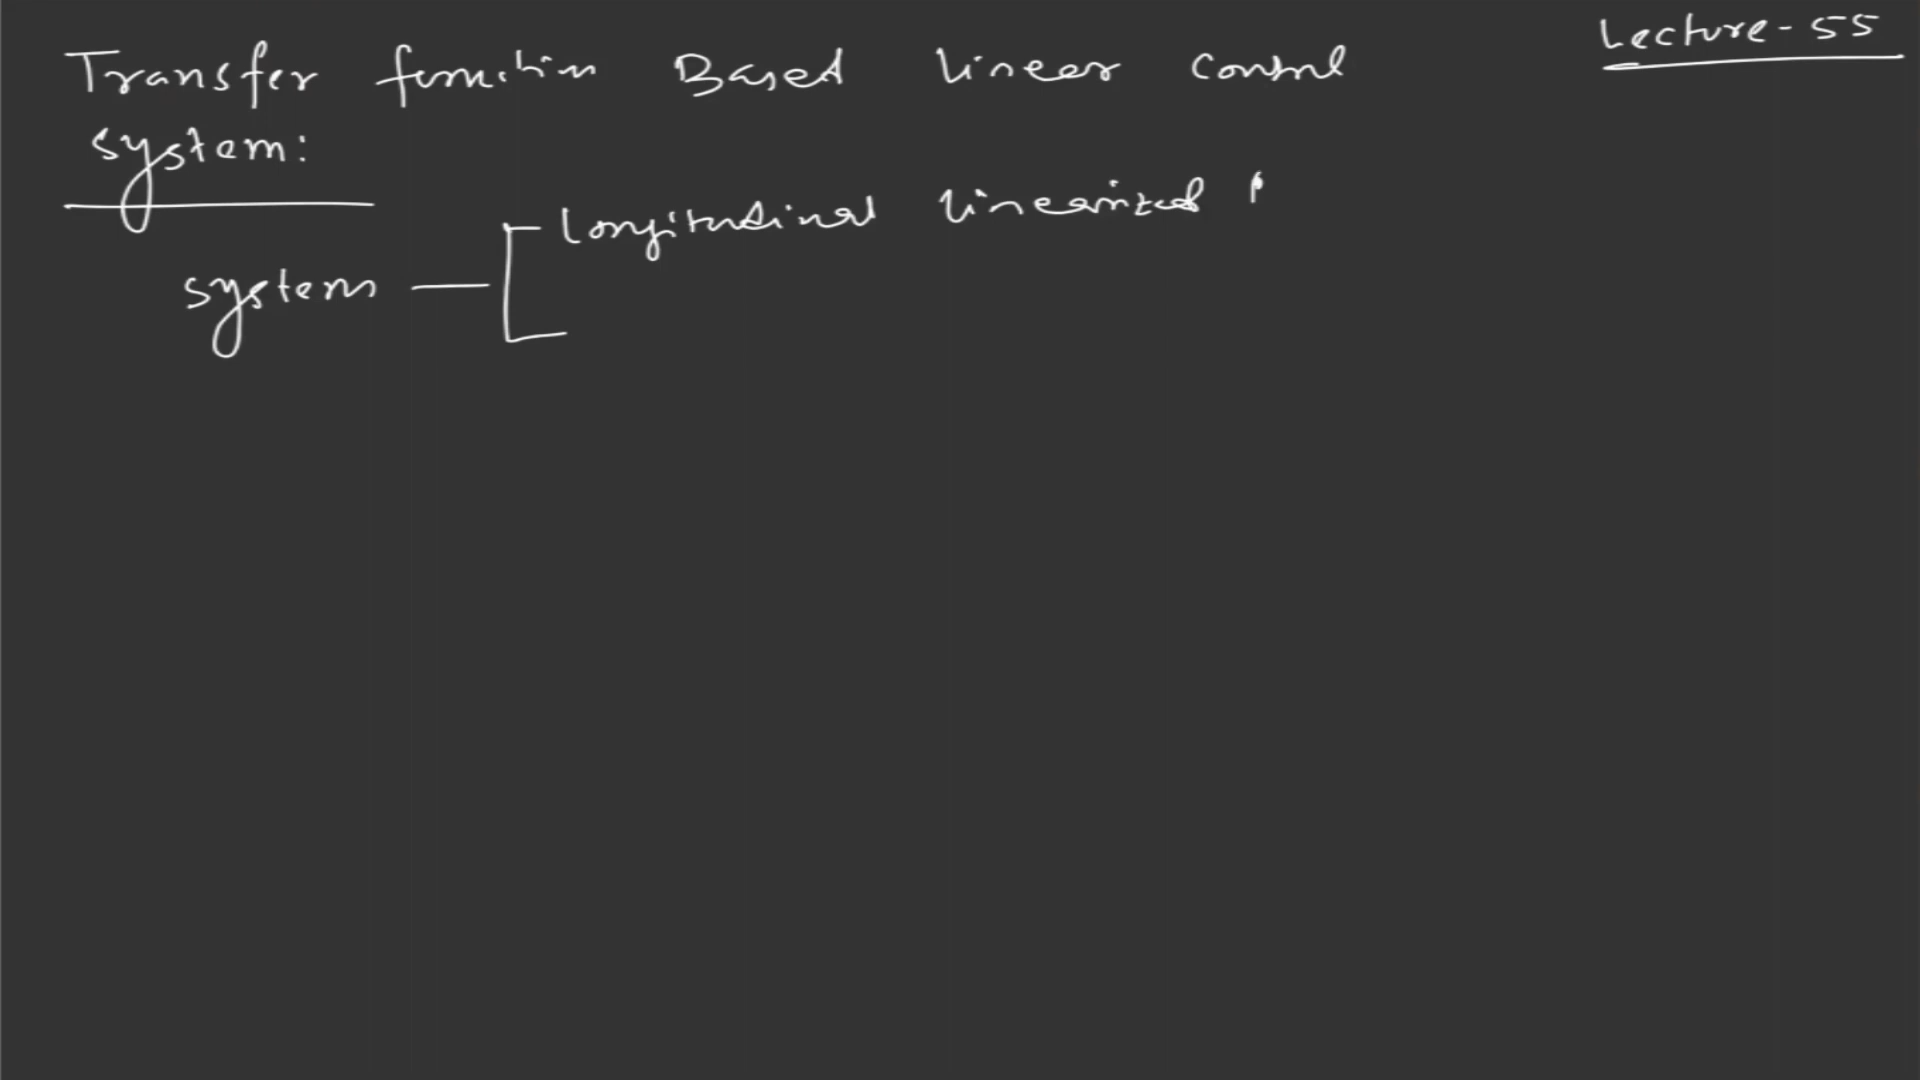 Lecture-55
Transfer function Based linear control
system:
longitudinal linearized
system